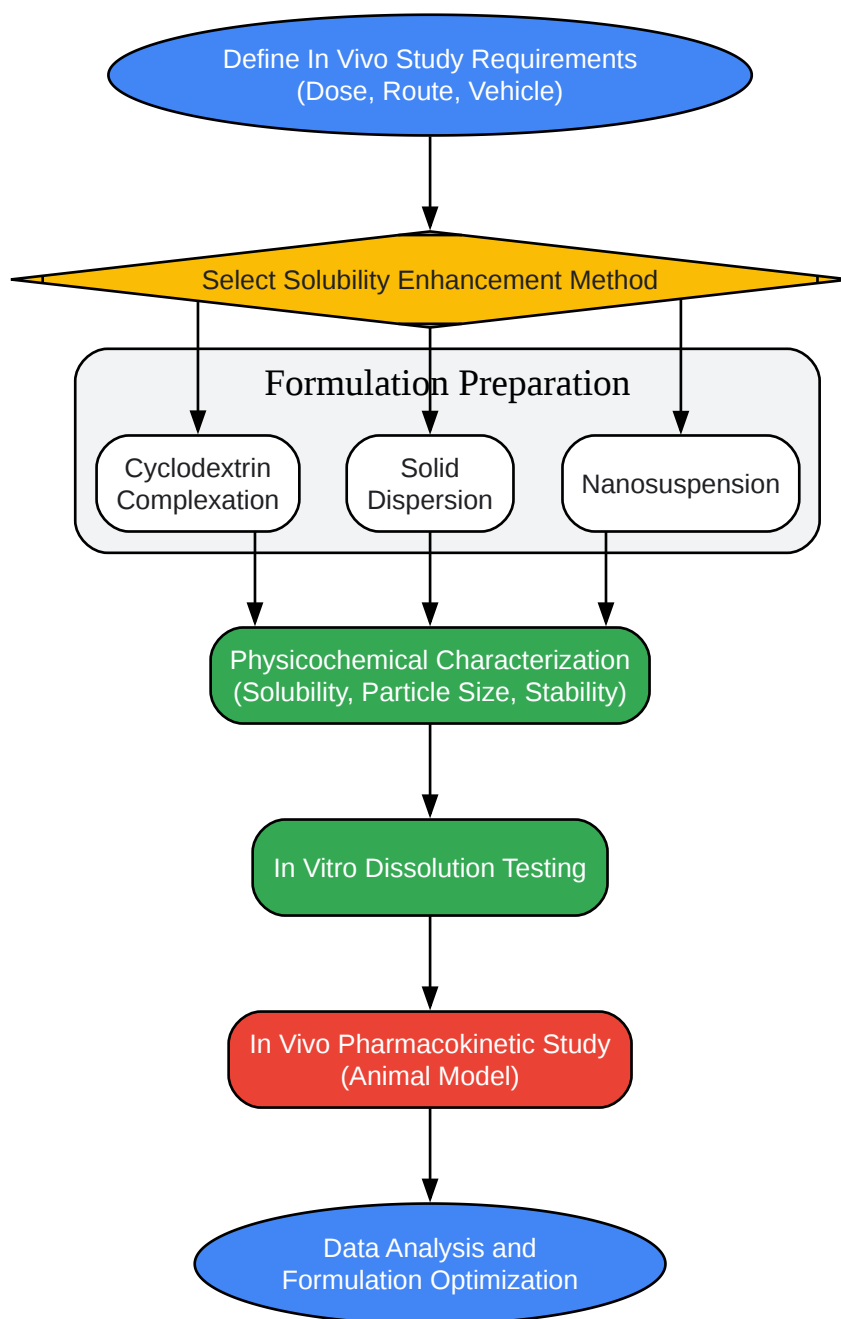 Define In Vivo Study Requirements
(Dose, Route, Vehicle)
Select Solubility Enhancement Method
Formulation Preparation
Cyclodextrin
Complexation
Solid
Dispersion
Nanosuspension
Physicochemical Characterization
(Solubility, Particle Size, Stability)
In Vitro Dissolution Testing
In Vivo Pharmacokinetic Study
(Animal Model)
Data Analysis and
Formulation Optimization